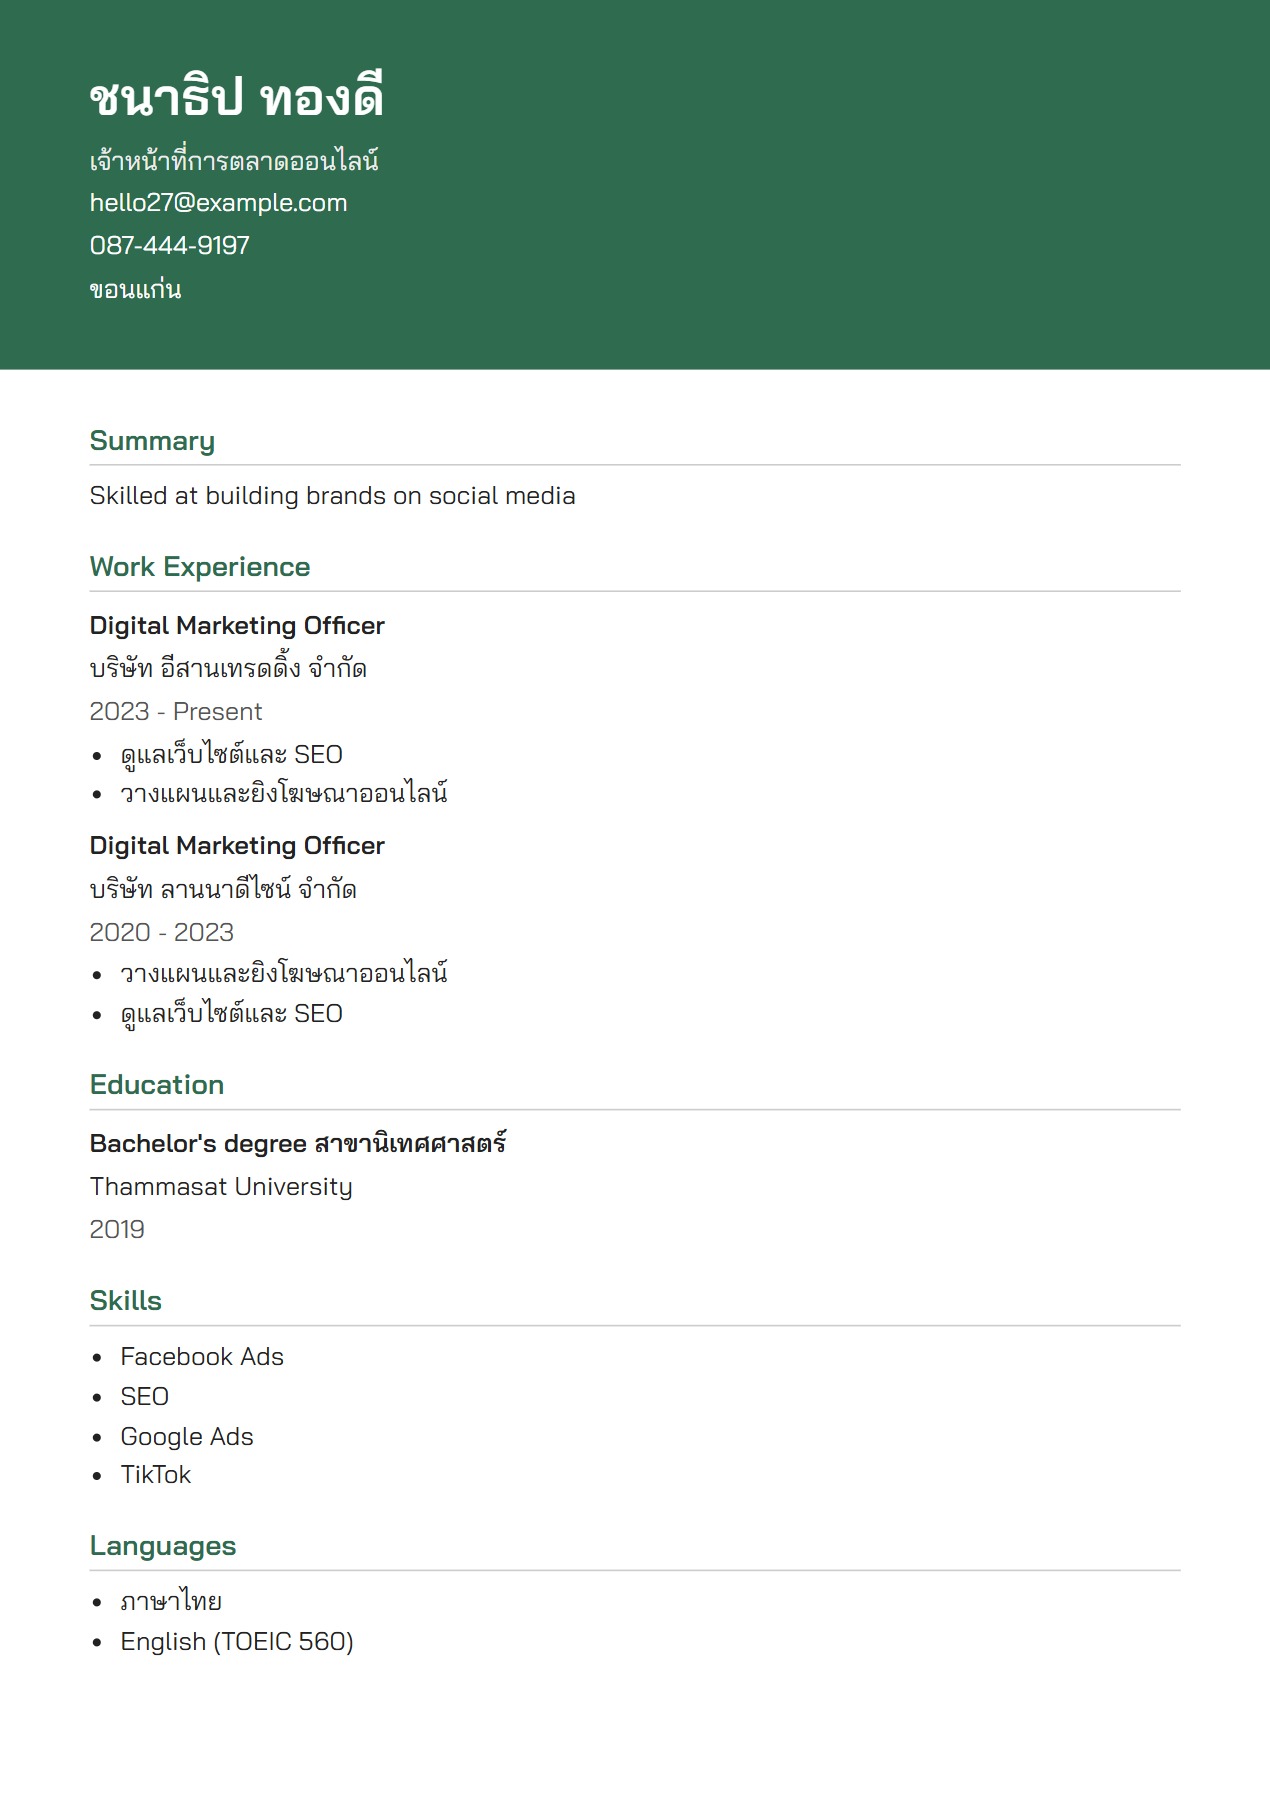 ชนาธิป ทองดี
เจ้าหน้าที่การตลาดออนไลน์
hello27@example.com
087-444-9197
ขอนแก่น
Summary
Skilled at building brands on social media
Work Experience
Digital Marketing Officer
บริษัท อีสานเทรดดิ้ง จำกัด
2023 - Present
• ดูแลเว็บไซต์และ SEO
• วางแผนและยิงโฆษณาออนไลน์
Digital Marketing Officer
บริษัท ลานนาดีไซน์ จำกัด
2020 - 2023
• วางแผนและยิงโฆษณาออนไลน์
• ดูแลเว็บไซต์และ SEO
Education
Bachelor's degree สาขานิเทศศาสตร์
Thammasat University
2019
Skills
• Facebook Ads
• SEO
• Google Ads
• TikTok
Languages
• ภาษาไทย
• English (TOEIC 560)